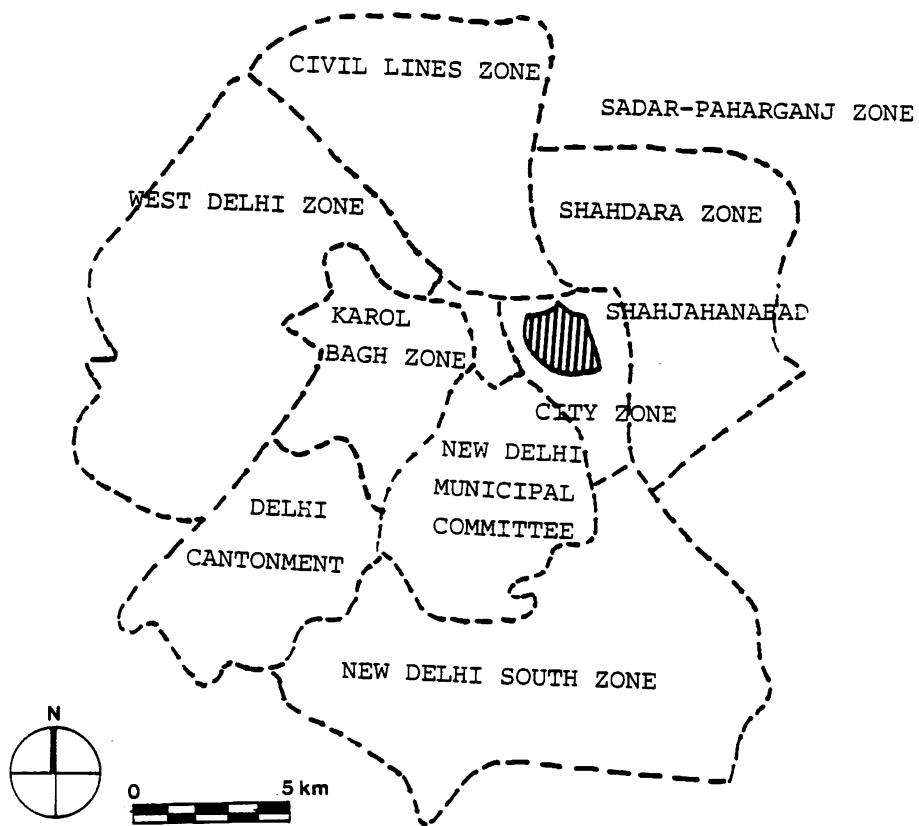 CIVIL LINES ZONE
SADAR-PAHARGANJ ZONE
WEST DELHI ZONE
SHAHDARA ZONE
SHAHJAHANABAD
KAROL
BAGH ZONE
CITY ZONE
NEW DELHI
MUNICIPAL
COMMITTEE
DELHI
CANTONMENT
NEW DELHI SOUTH ZONE
N
0 5 km